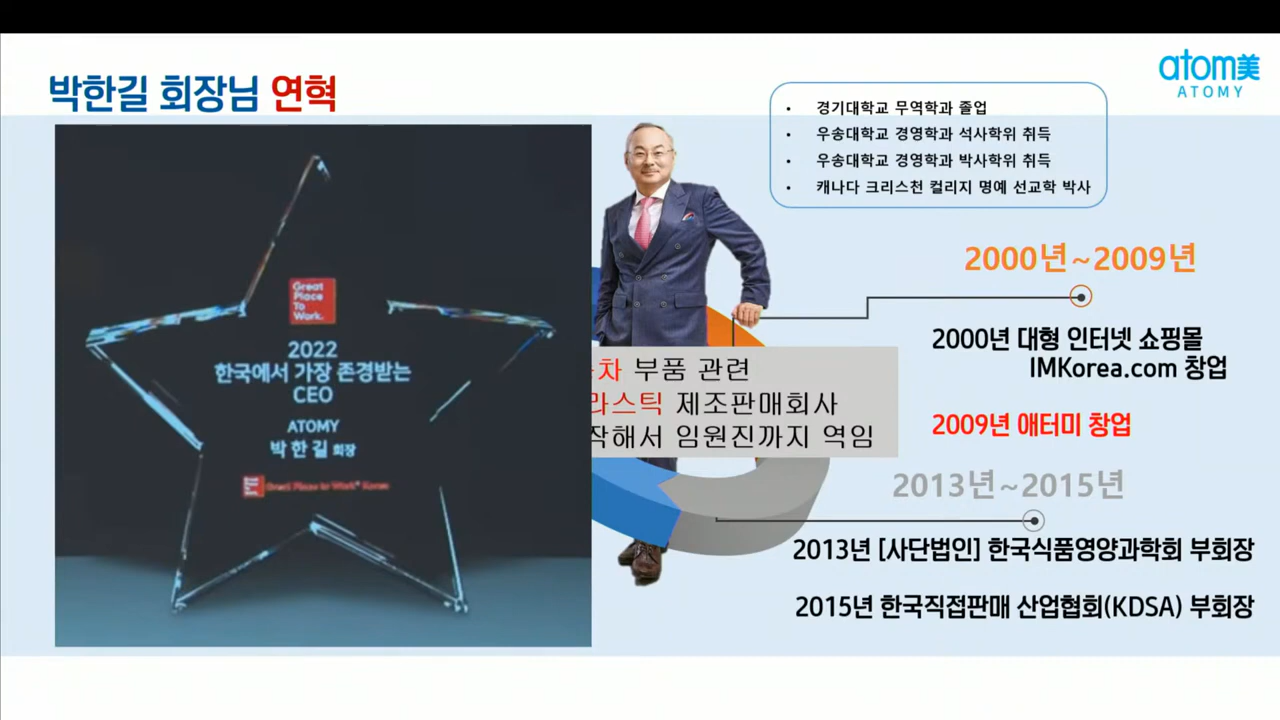 박한길 회장님 연혁
atom美
ATOMY
• 경기대학교 무역학과 졸업
• 우송대학교 경영학과 석사학위 취득
• 우송대학교 경영학과 박사학위 취득
• 캐나다 크리스천 컬리지 명예 선교학 박사
Great
Place
To
Work.
2022
한국에서 가장 존경받는
CEO
ATOMY
박 한 길 회장
Great Place to Work® Korea
차 부품 관련
라스틱 제조판매회사
작해서 임원진까지 역임
2000년~2009년
2000년 대형 인터넷 쇼핑몰
IMKorea.com 창업
2009년 애터미 창업
2013년~2015년
2013년 [사단법인] 한국식품영양과학회 부회장
2015년 한국직접판매 산업협회(KDSA) 부회장